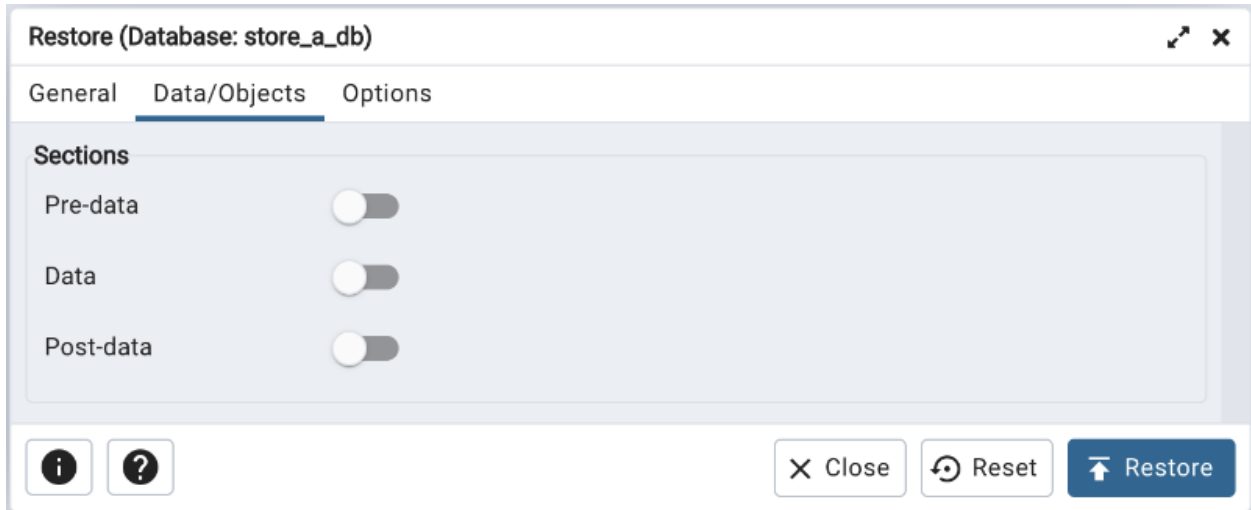 Restore (Database: store_a_db)
General Data/Objects Options
Sections
Pre-data
Data
Post-data
Close Reset Restore